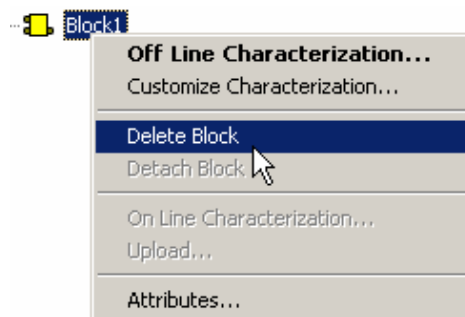 Block1
Off Line Characterization...
Customize Characterization...
Delete Block
Detach Block
On Line Characterization...
Upload...
Attributes...